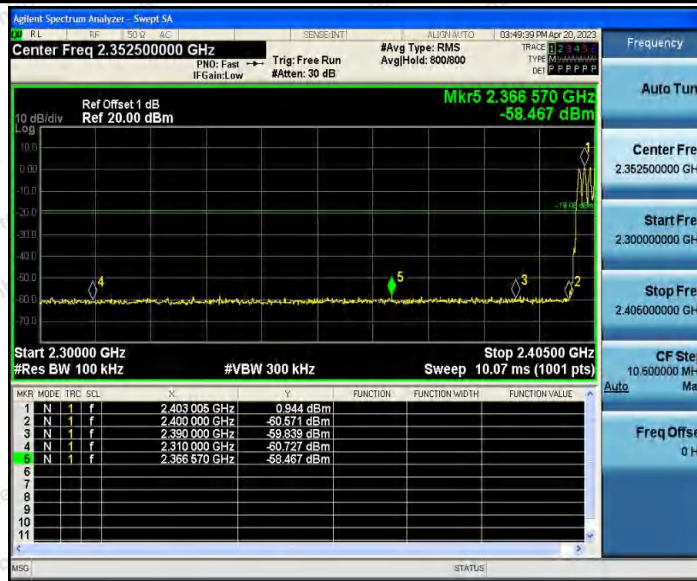 Agilent Spectrum Analyzer - Swept SA
RL RF 50 Ω AC SENSE:INT ALIGN AUTO 03:49:39 PM Apr 20, 2023
Center Freq 2.352500000 GHz #Avg Type: RMS TRACE 1 2 3 4 5 6
PNO: Fast Trig: Free Run Avg|Hold: 800/800 TYPE M
IFGain:Low #Atten: 30 dB DET P P P P P P
Mkr5 2.366 570 GHz
-58.467 dBm
Ref Offset 1 dB
10 dB/div Ref 20.00 dBm
Log
10.0
0.00
-10.0
-20.0
-30.0
-40.0
-50.0
-60.0
-70.0
1
-19.06 dBm
4
5
3
2
Start 2.30000 GHz Stop 2.40500 GHz
#Res BW 100 kHz #VBW 300 kHz Sweep 10.07 ms (1001 pts)
MKR MODE TRC SCL X Y FUNCTION FUNCTION WIDTH FUNCTION VALUE
1 N 1 f 2.403 005 GHz 0.944 dBm
2 N 1 f 2.400 000 GHz -60.571 dBm
3 N 1 f 2.390 000 GHz -59.839 dBm
4 N 1 f 2.310 000 GHz -60.727 dBm
5 N 1 f 2.366 570 GHz -58.467 dBm
6
7
8
9
10
11
MSG STATUS
Frequency
Auto Tun
Center Fre
2.352500000 GH
Start Fre
2.300000000 GH
Stop Fre
2.405000000 GH
CF Ste
10.500000 MH
Auto Ma
Freq Offse
0 H